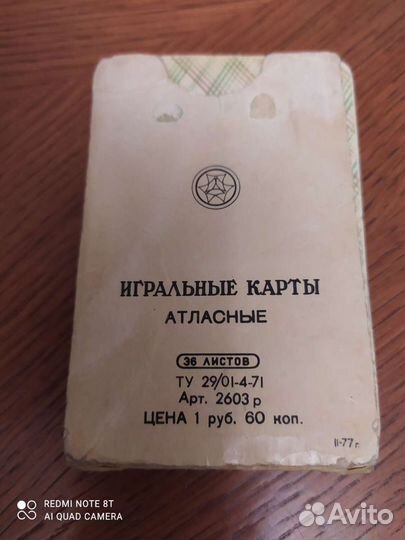 ИГРАЛЬНЫЕ КАРТЫ
АТЛАСНЫЕ
36 ЛИСТОВ
ТУ 29/01-4-71
Арт. 2603 р
ЦЕНА 1 руб. 60 коп.
II-77 г.
REDMI NOTE 8T
AI QUAD CAMERA
Avito